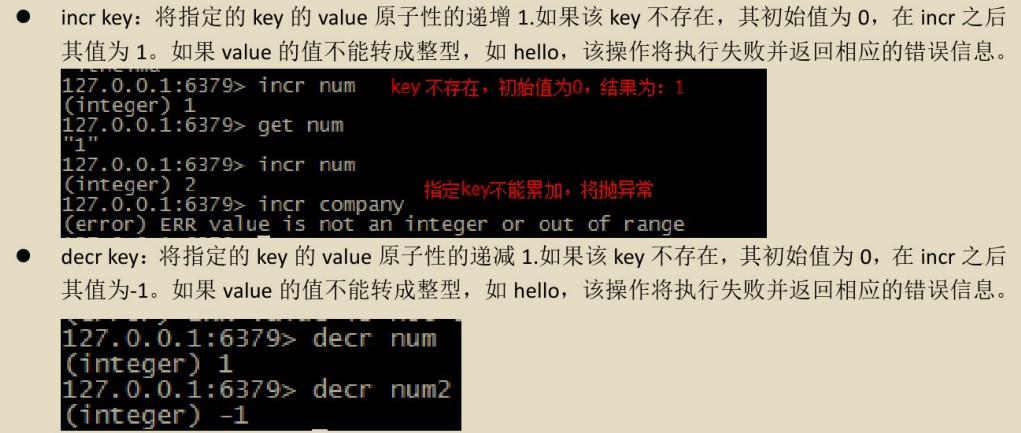 ● incr key：将指定的 key 的 value 原子性的递增 1.如果该 key 不存在，其初始值为 0，在 incr 之后
其值为 1。如果 value 的值不能转成整型，如 hello，该操作将执行失败并返回相应的错误信息。
127.0.0.1:6379> incr num key 不存在，初始值为0，结果为：1
(integer) 1
127.0.0.1:6379> get num
"1"
127.0.0.1:6379> incr num
(integer) 2 指定key不能累加，将抛异常
127.0.0.1:6379> incr company
(error) ERR value is not an integer or out of range
● decr key：将指定的 key 的 value 原子性的递减 1.如果该 key 不存在，其初始值为 0，在 incr 之后
其值为-1。如果 value 的值不能转成整型，如 hello，该操作将执行失败并返回相应的错误信息。
127.0.0.1:6379> decr num
(integer) 1
127.0.0.1:6379> decr num2
(integer) -1